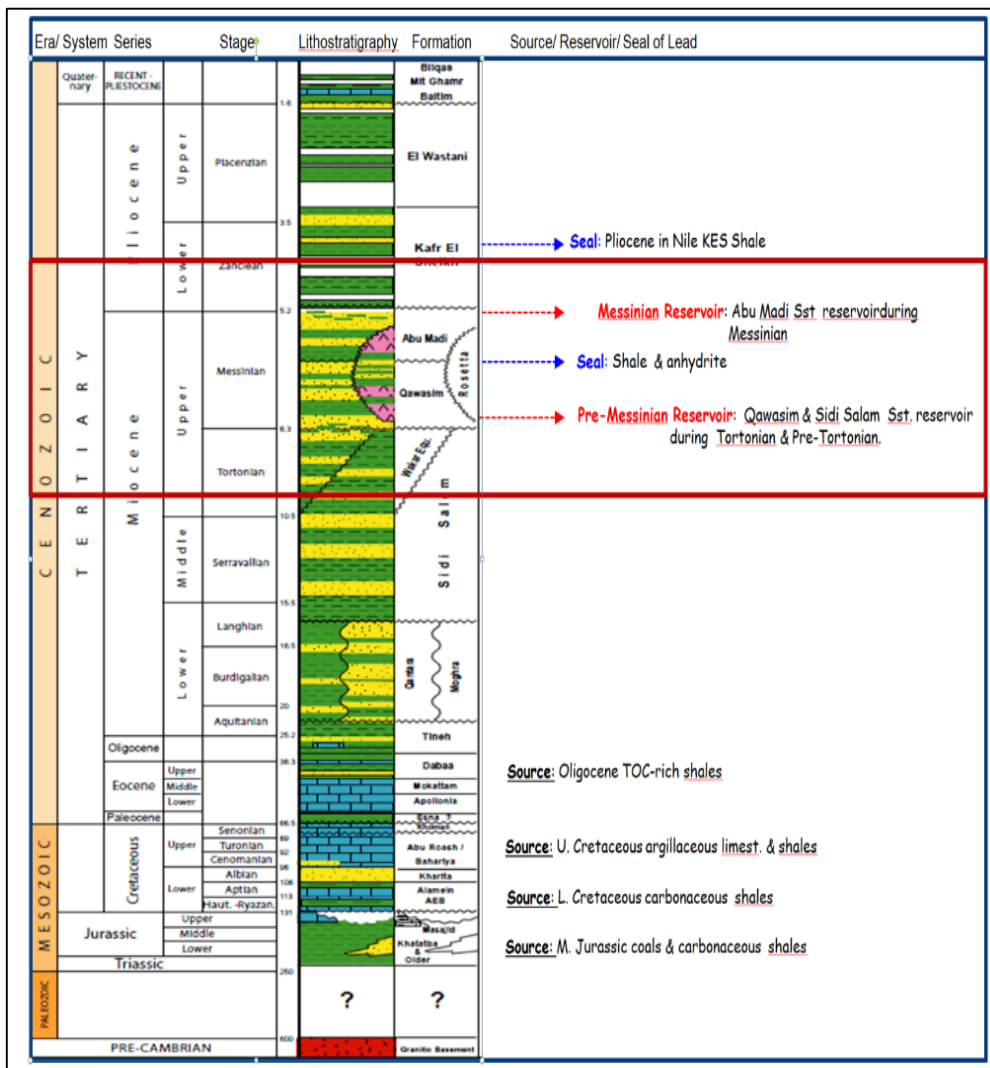 Era/ System Series Stage Lithostratigraphy Formation Source/ Reservoir/ Seal of Lead
Quater-
nary
RECENT -
PLIESTOCENE
Bilqas
Mit Ghamr
Baltim
1.6
CENOZOIC
TERTIARY
Pliocene
Upper
Placenzian
El Wastani
3.5
Lower
Zanclean
Kafr El
Seal: Pliocene in Nile KES Shale
5.2
Messinian Reservoir: Abu Madi Sst reservoirduring
Messinian
Miocene
Upper
Messinian
Abu Madi
Rosetta
Seal: Shale & anhydrite
Qawasim
Pre-Messinian Reservoir: Qawasim & Sidi Salam Sst. reservoir
during Tortonian & Pre-Tortonian.
6.3
Tortonian
Wakar Equ.
10.5
Sidi Salem
Middle
Serravallian
15.5
Lower
Langhian
16.5
Burdigalian
Qantara
Moghra
20
Aquitanian
25.2
Tineh
Oligocene
36.3
Dabaa
Source: Oligocene TOC-rich shales
Eocene
Upper
Middle
Lower
Mokattam
Apollonia
Paleocene
Esna ?
66.5
Khoman
MESOZOIC
Cretaceous
Upper
Senonian
89
Turonian
92
Cenomanian
96
Abu Roash /
Bahariya
Source: U. Cretaceous argillaceous limest. & shales
Lower
Albian
108
Kharita
Aptian
113
Alamein
AEB
Haut. -Ryazan.
131
Source: L. Cretaceous carbonaceous shales
Jurassic
Upper
Middle
Lower
Masajid
Khatatba
&
Older
Source: M. Jurassic coals & carbonaceous shales
Triassic
250
PALEOZOIC
?
?
600
PRE-CAMBRIAN
Granitic Basement